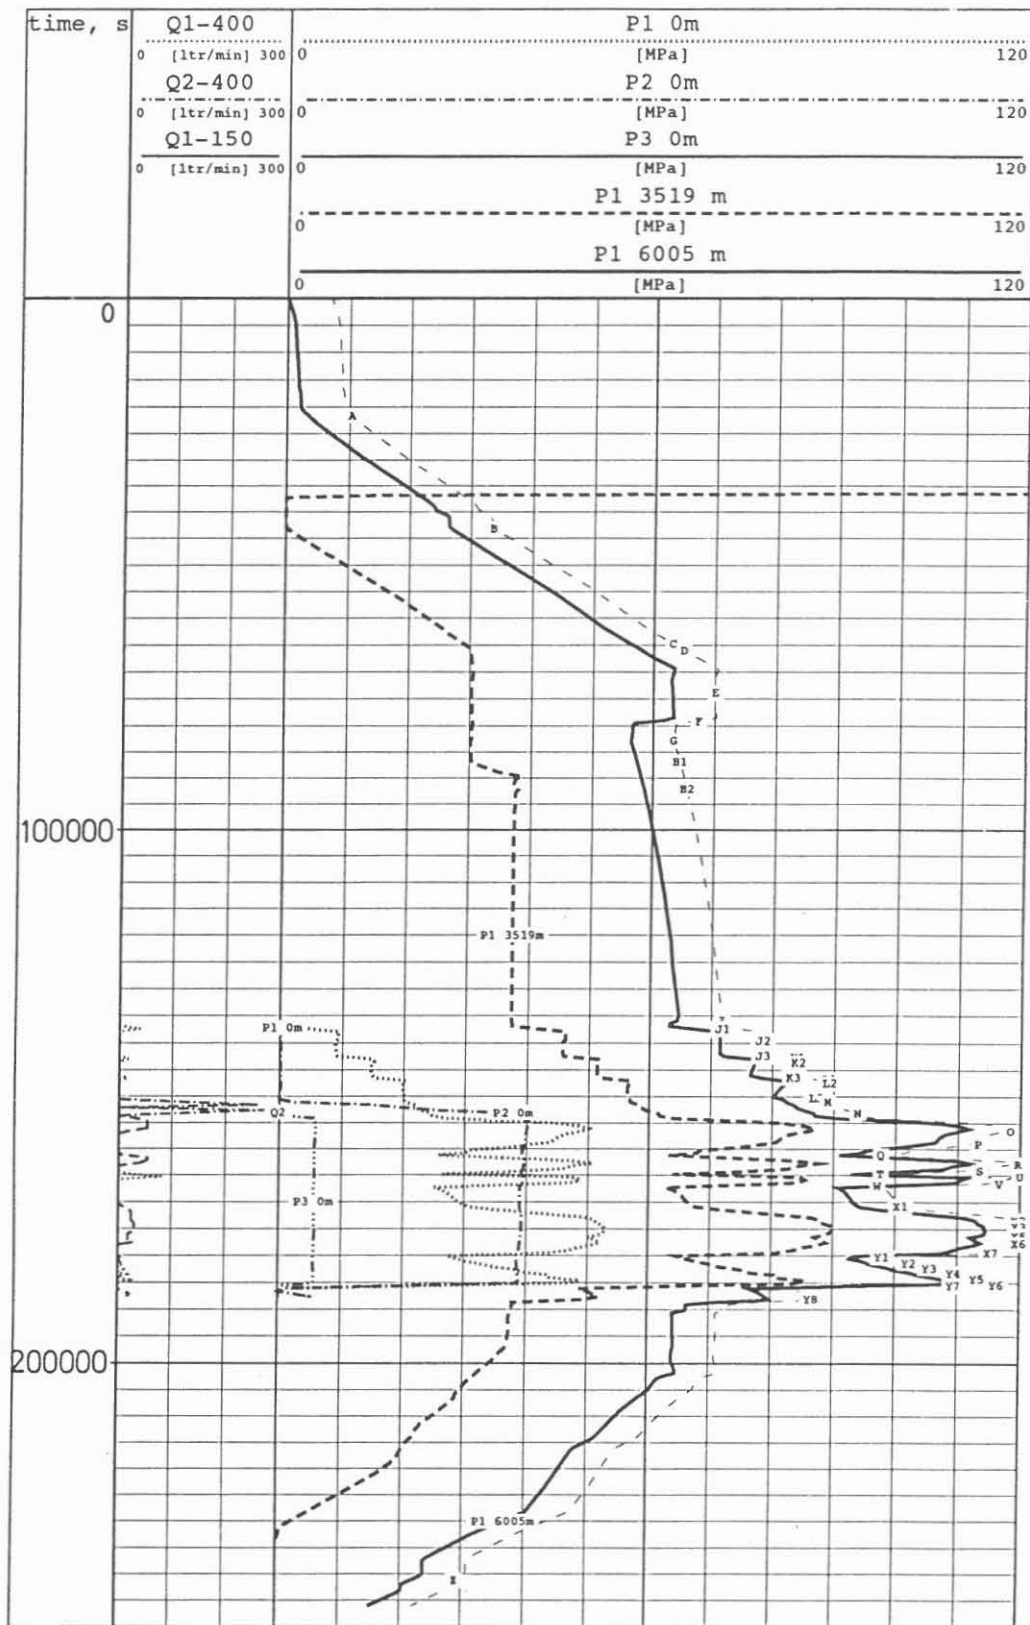 time, s Q1-400 P1 0m
0 [ltr/min] 300 0 [MPa] 120
Q2-400 P2 0m
0 [ltr/min] 300 0 [MPa] 120
Q1-150 P3 0m
0 [ltr/min] 300 0 [MPa] 120
P1 3519 m
0 [MPa] 120
P1 6005 m
0 [MPa] 120
0
A
B
C D
E
F
G
B1
B2
100000
P1 3519m
P1 0m J1
J2
J3 K2
K3 L2
L M
Q2 P2 0m N
O
P
Q R
T S U
W V
P3 0m X1
X6
X7
Y1 Y2 Y3
Y4 Y5
Y7 Y6
Y8
200000
P1 6005m